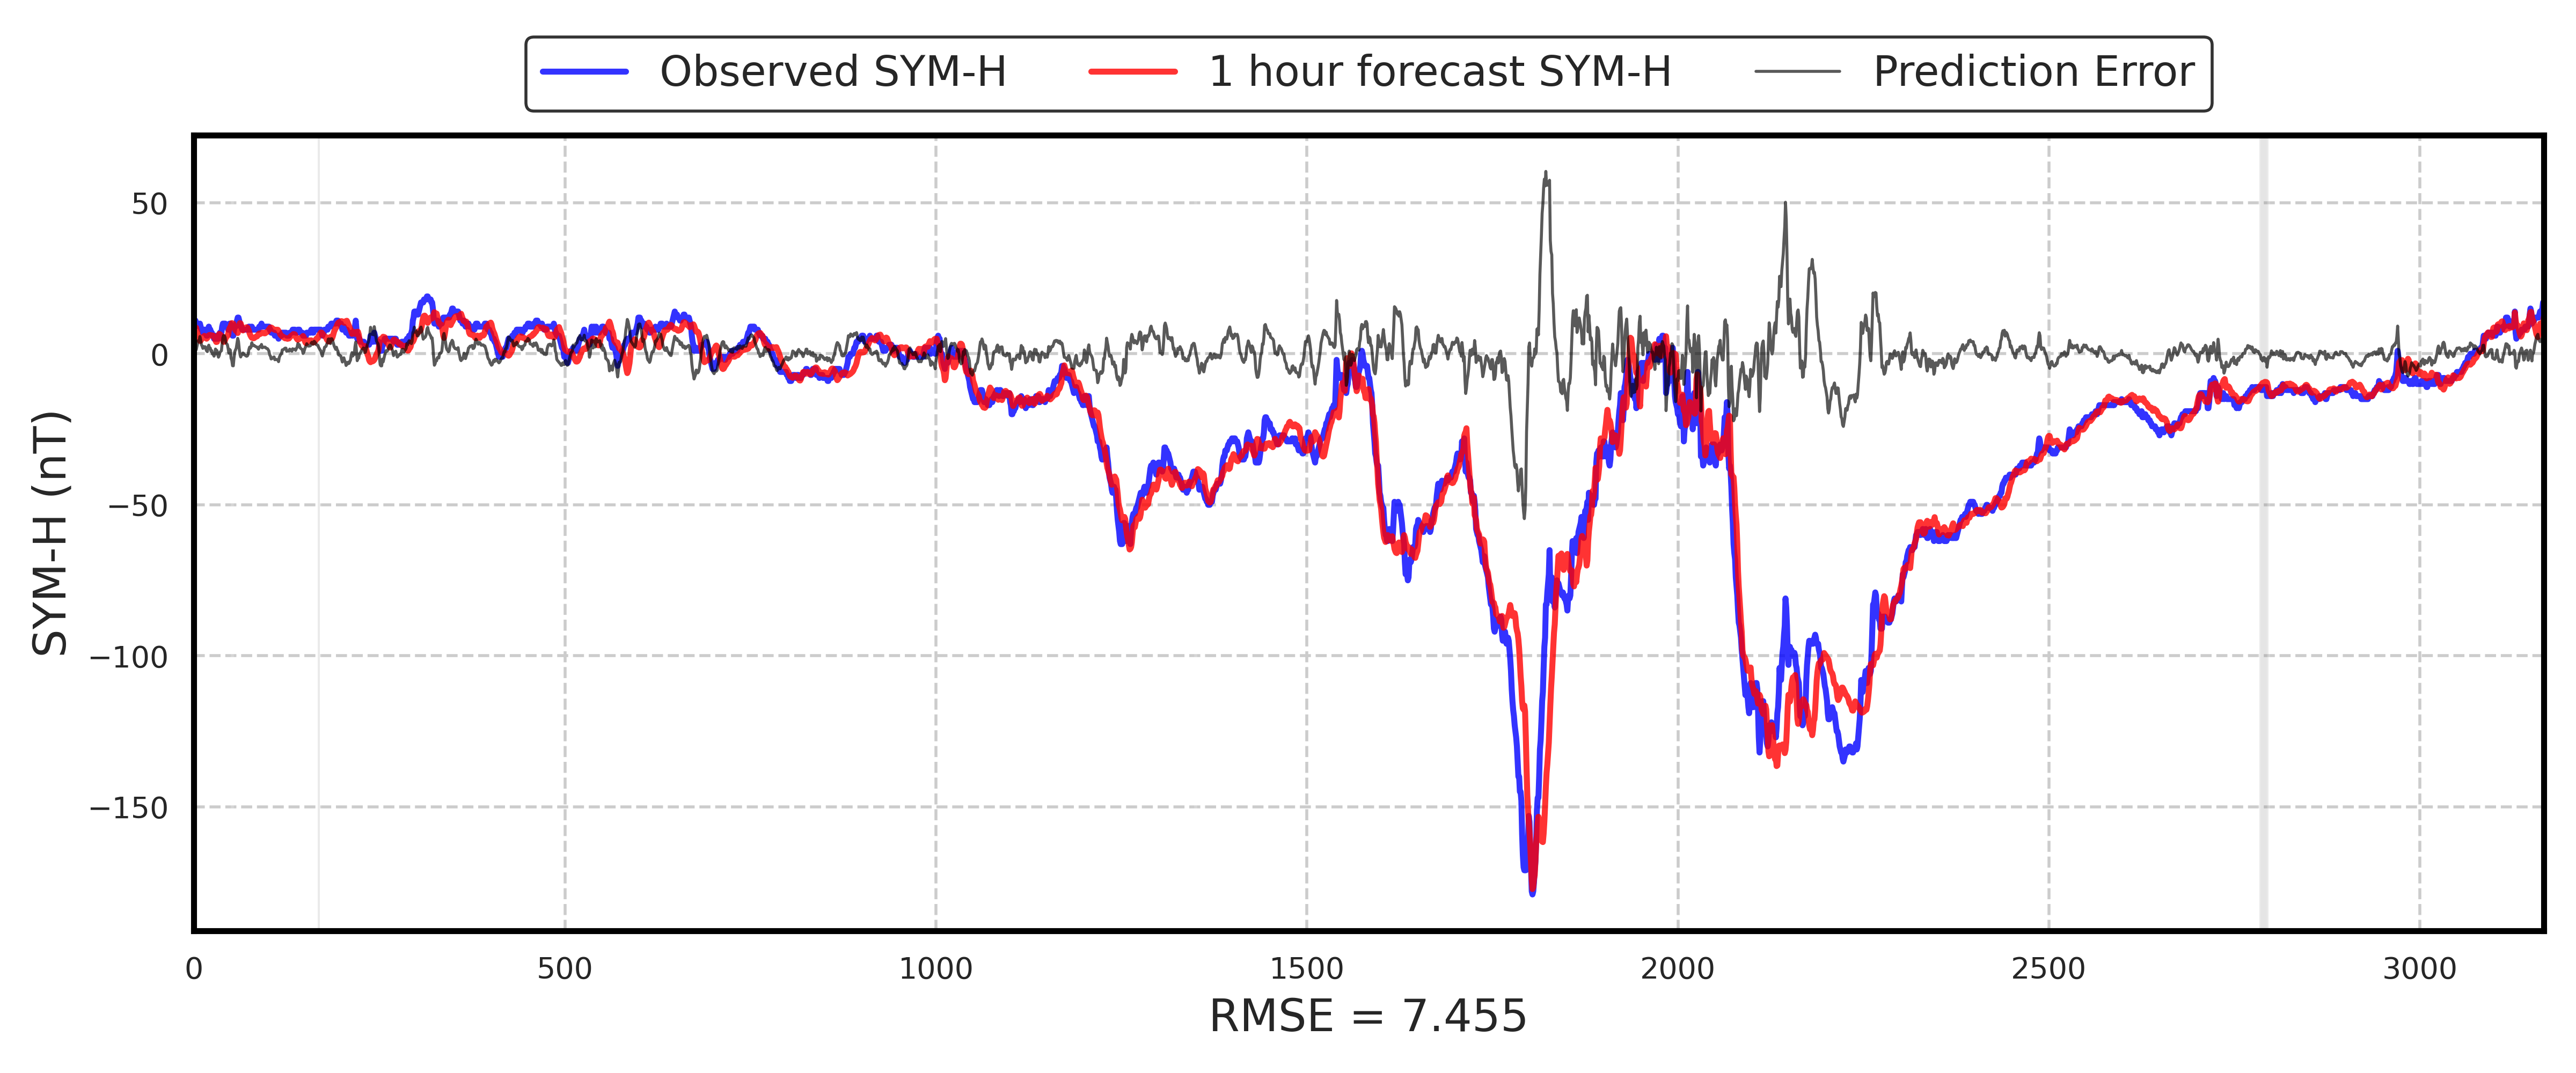 Observed SYM-H 1 hour forecast SYM-H Prediction Error
SYM-H (nT)
50
0
−50
−100
−150
0 500 1000 1500 2000 2500 3000
RMSE = 7.455